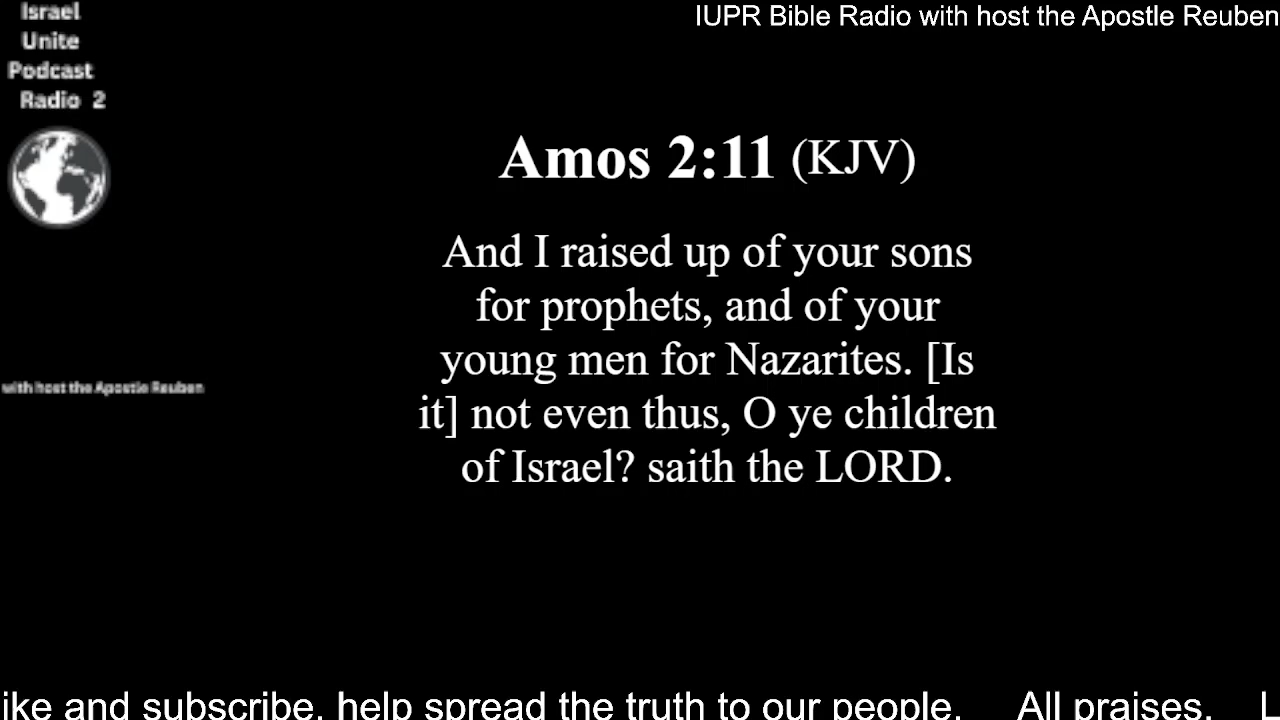 Israel
Unite
Podcast
Radio 2
IUPR Bible Radio with host the Apostle Reuben
Amos 2:11 (KJV)
And I raised up of your sons
for prophets, and of your
young men for Nazarites. [Is
it] not even thus, O ye children
of Israel? saith the LORD.
with host the Apostle Reuben
ike and subscribe, help spread the truth to our people. All praises. L